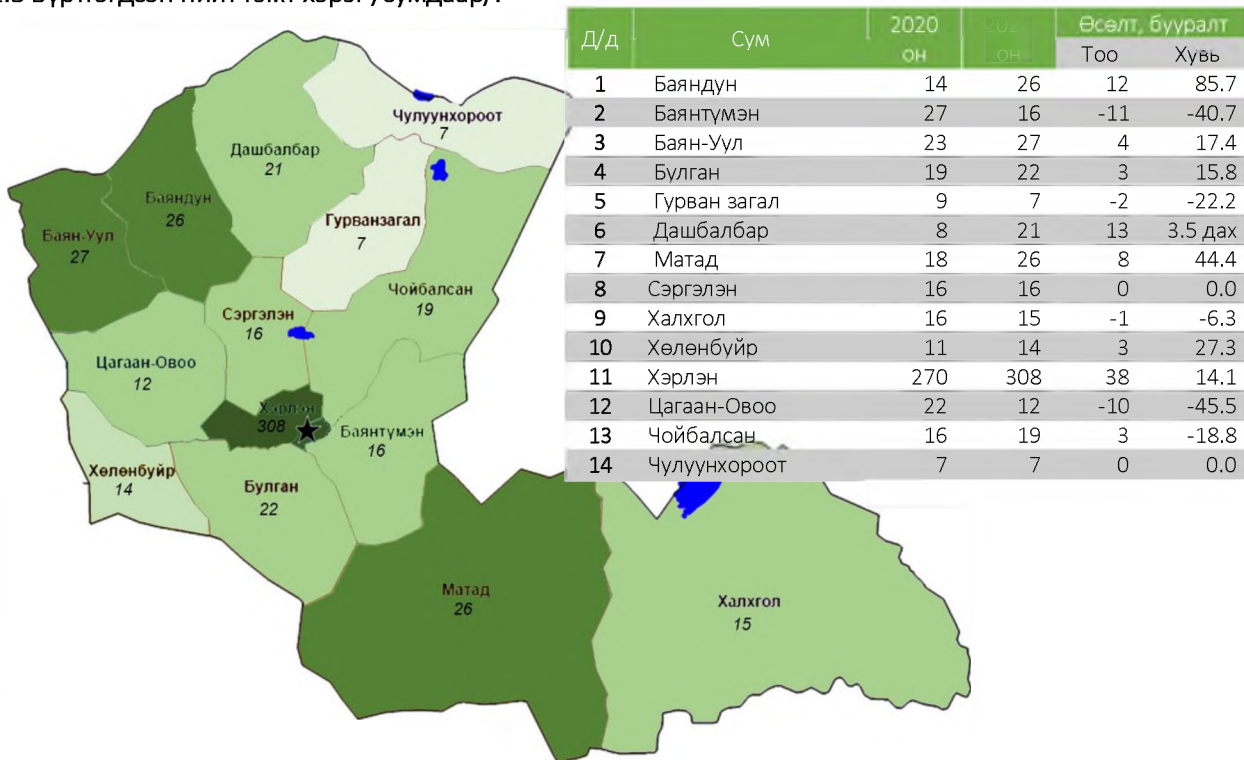 Д/д Сум 2020 он он Өсөлт, бууралт
Тоо Хувь
1 Баяндун 14 26 12 85.7
2 Баянтүмэн 27 16 -11 -40.7
3 Баян-Уул 23 27 4 17.4
4 Булган 19 22 3 15.8
5 Гурван загал 9 7 -2 -22.2
6 Дашбалбар 8 21 13 3.5 дах
7 Матад 18 26 8 44.4
8 Сэргэлэн 16 16 0 0.0
9 Халхгол 16 15 -1 -6.3
10 Хөлөнбуйр 11 14 3 27.3
11 Хэрлэн 270 308 38 14.1
12 Цагаан-Овоо 22 12 -10 -45.5
13 Чойбалсан 16 19 3 -18.8
14 Чулуунхороот 7 7 0 0.0
Чулуунхороот
7
Дашбалбар
21
Баяндун
26
Гурванзагал
7
Баян-Уул
27
Чойбалсан
19
Сэргэлэн
16
Цагаан-Овоо
12
Хэрлэн
308
Баянтүмэн
16
Хөлөнбуйр
14
Булган
22
Матад
26
Халхгол
15